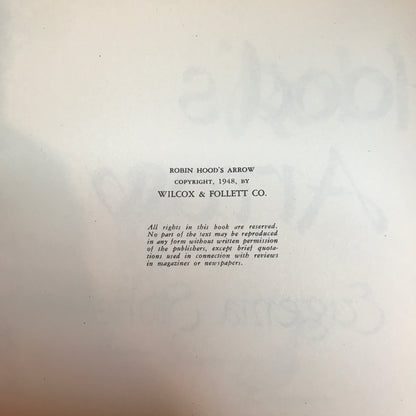 ROBIN HOOD'S ARROW
COPYRIGHT, 1948, BY
WILCOX & FOLLETT CO.
All rights in this book are reserved.
No part of the text may be reproduced
in any form without written permission
of the publishers, except brief quota-
tions used in connection with reviews
in magazines or newspapers.